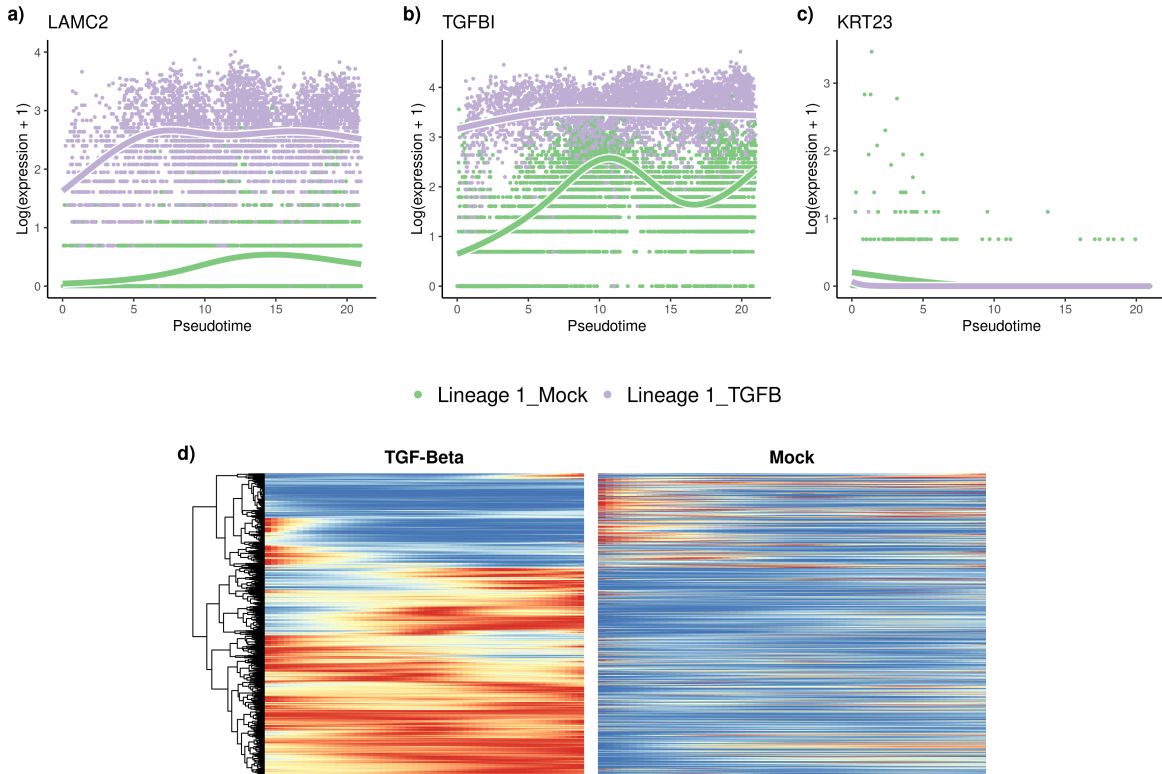 a) LAMC2
Log(expression + 1)
4
3
2
1
0
0 5 10 15 20
Pseudotime
b) TGFBI
Log(expression + 1)
4
3
2
1
0
0 5 10 15 20
Pseudotime
c) KRT23
Log(expression + 1)
3
2
1
0
0 5 10 15 20
Pseudotime
Lineage 1_Mock Lineage 1_TGFB
d) TGF-Beta Mock